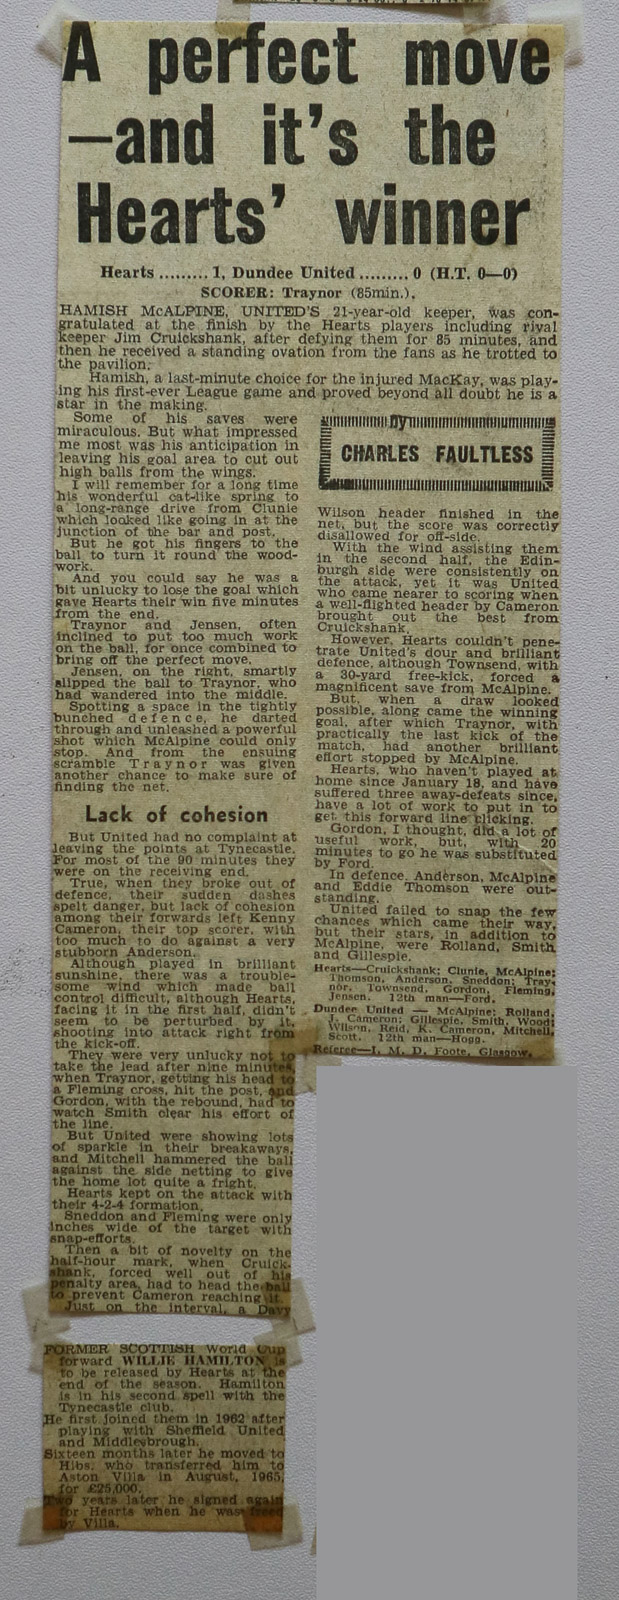 A perfect move
—and it's the
Hearts' winner
Hearts ......... 1, Dundee United ......... 0 (H.T. 0—0)
SCORER: Traynor (85min.).
HAMISH McALPINE, UNITED'S 21-year-old keeper, was con-
gratulated at the finish by the Hearts players including rival
keeper Jim Cruickshank, after defying them for 85 minutes, and
then he received a standing ovation from the fans as he trotted to
the pavilion.
Hamish, a last-minute choice for the injured MacKay, was play-
ing his first-ever League game and proved beyond all doubt he is a
star in the making.
Some of his saves were
miraculous. But what impressed
me most was his anticipation in
leaving his goal area to cut out
high balls from the wings.
I will remember for a long time
his wonderful cat-like spring to
a long-range drive from Clunie
which looked like going in at the
junction of the bar and post.
But he got his fingers to the
ball to turn it round the wood-
work.
And you could say he was a
bit unlucky to lose the goal which
gave Hearts their win five minutes
from the end.
Traynor and Jensen, often
inclined to put too much work
on the ball, for once combined to
bring off the perfect move.
Jensen, on the right, smartly
slipped the ball to Traynor, who
had wandered into the middle.
Spotting a space in the tightly
bunched defence, he darted
through and unleashed a powerful
shot which McAlpine could only
stop. And from the ensuing
scramble Traynor was given
another chance to make sure of
finding the net.
Lack of cohesion
But United had no complaint at
leaving the points at Tynecastle.
For most of the 90 minutes they
were on the receiving end.
True, when they broke out of
defence, their sudden dashes
spelt danger, but lack of cohesion
among their forwards left Kenny
Cameron, their top scorer, with
too much to do against a very
stubborn Anderson.
Although played in brilliant
sunshine, there was a trouble-
some wind which made ball
control difficult, although Hearts,
facing it in the first half, didn't
seem to be perturbed by it,
shooting into attack right from
the kick-off.
They were very unlucky not to
take the lead after nine minutes,
when Traynor, getting his head to
a Fleming cross, hit the post, and
Gordon, with the rebound, had to
watch Smith clear his effort of
the line.
But United were showing lots
of sparkle in their breakaways,
and Mitchell hammered the ball
against the side netting to give
the home lot quite a fright.
Hearts kept on the attack with
their 4-2-4 formation.
Sneddon and Fleming were only
inches wide of the target with
snap-efforts.
Then a bit of novelty on the
half-hour mark, when Cruick-
shank, forced well out of his
penalty area, had to head the ball
to prevent Cameron reaching it.
Just on the interval, a Davy
by
CHARLES FAULTLESS
Wilson header finished in the
net, but the score was correctly
disallowed for off-side.
With the wind assisting them
in the second half, the Edin-
burgh side were consistently on
the attack, yet it was United
who came nearer to scoring when
a well-flighted header by Cameron
brought out the best from
Cruickshank.
However, Hearts couldn't pene-
trate United's dour and brilliant
defence, although Townsend, with
a 30-yard free-kick, forced a
magnificent save from McAlpine.
But, when a draw looked
possible, along came the winning
goal, after which Traynor, with
practically the last kick of the
match, had another brilliant
effort stopped by McAlpine.
Hearts, who haven't played at
home since January 18, and have
suffered three away-defeats since,
have a lot of work to put in to
get this forward line clicking.
Gordon, I thought, did a lot of
useful work, but, with 20
minutes to go he was substituted
by Ford.
In defence, Anderson, McAlpine
and Eddie Thomson were out-
standing.
United failed to snap the few
chances which came their way,
but their stars, in addition to
McAlpine, were Rolland, Smith
and Gillespie.
Hearts—Cruickshank; Clunie, McAlpine;
Thomson, Anderson, Sneddon; Tray-
nor, Townsend, Gordon, Fleming,
Jensen. 12th man—Ford.
Dundee United — McAlpine; Rolland,
J. Cameron; Gillespie, Smith, Wood;
Wilson, Reid, K. Cameron, Mitchell,
Scott. 12th man—Hogg.
Referee—I. M. D. Foote, Glasgow.
FORMER SCOTTISH World Cup
forward WILLIE HAMILTON is
to be released by Hearts at the
end of the season. Hamilton
is in his second spell with the
Tynecastle club.
He first joined them in 1962 after
playing with Sheffield United
and Middlesbrough.
Sixteen months later he moved to
Hibs, who transferred him to
Aston Villa in August, 1965,
for £25,000.
Two years later he signed again
for Hearts when he was freed
by Villa.